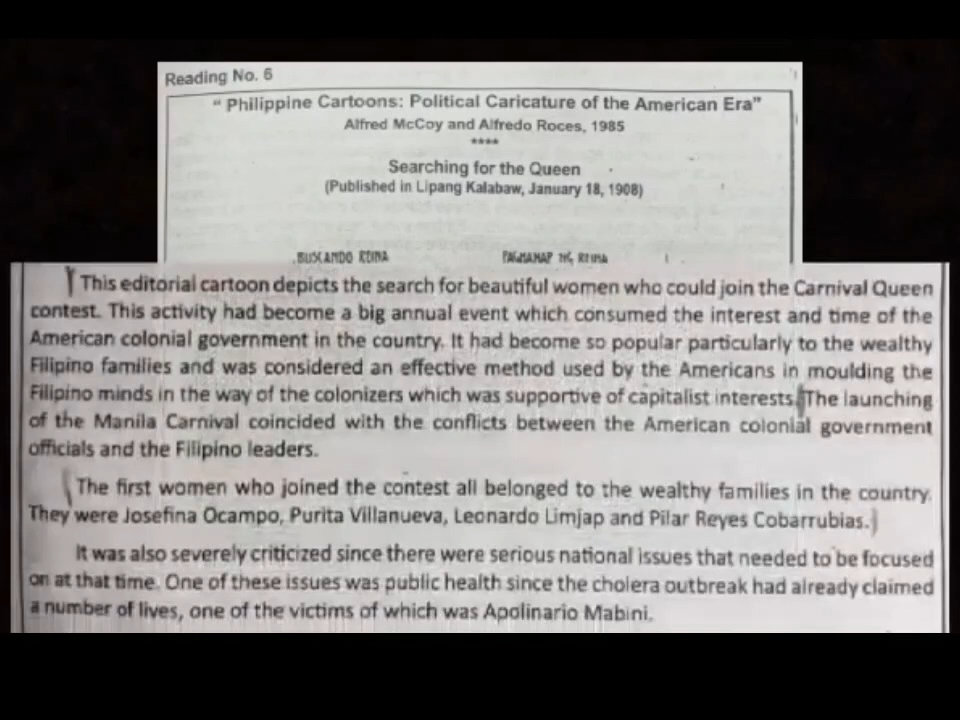 Reading No. 6
" Philippine Cartoons: Political Caricature of the American Era"
Alfred McCoy and Alfredo Roces, 1985
****
Searching for the Queen
(Published in Lipang Kalabaw, January 18, 1908)
BUSCANDO REINA PAGHAHANAP NG REINA
This editorial cartoon depicts the search for beautiful women who could join the Carnival Queen
contest. This activity had become a big annual event which consumed the interest and time of the
American colonial government in the country. It had become so popular particularly to the wealthy
Filipino families and was considered an effective method used by the Americans in moulding the
Filipino minds in the way of the colonizers which was supportive of capitalist interests. The launching
of the Manila Carnival coincided with the conflicts between the American colonial government
officials and the Filipino leaders.
The first women who joined the contest all belonged to the wealthy families in the country.
They were Josefina Ocampo, Purita Villanueva, Leonardo Limjap and Pilar Reyes Cobarrubias.
It was also severely criticized since there were serious national issues that needed to be focused
on at that time. One of these issues was public health since the cholera outbreak had already claimed
a number of lives, one of the victims of which was Apolinario Mabini.